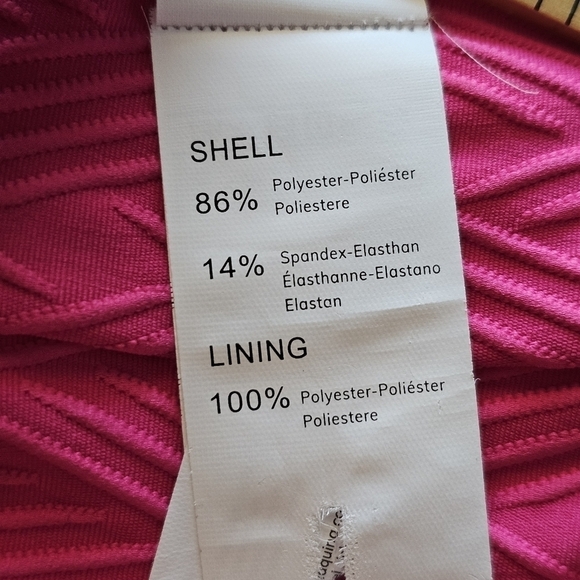 SHELL
86% Polyester-Poliéster
Poliestere
14% Spandex-Elasthan
Élasthanne-Elastano
Elastan
LINING
100% Polyester-Poliéster
Poliestere